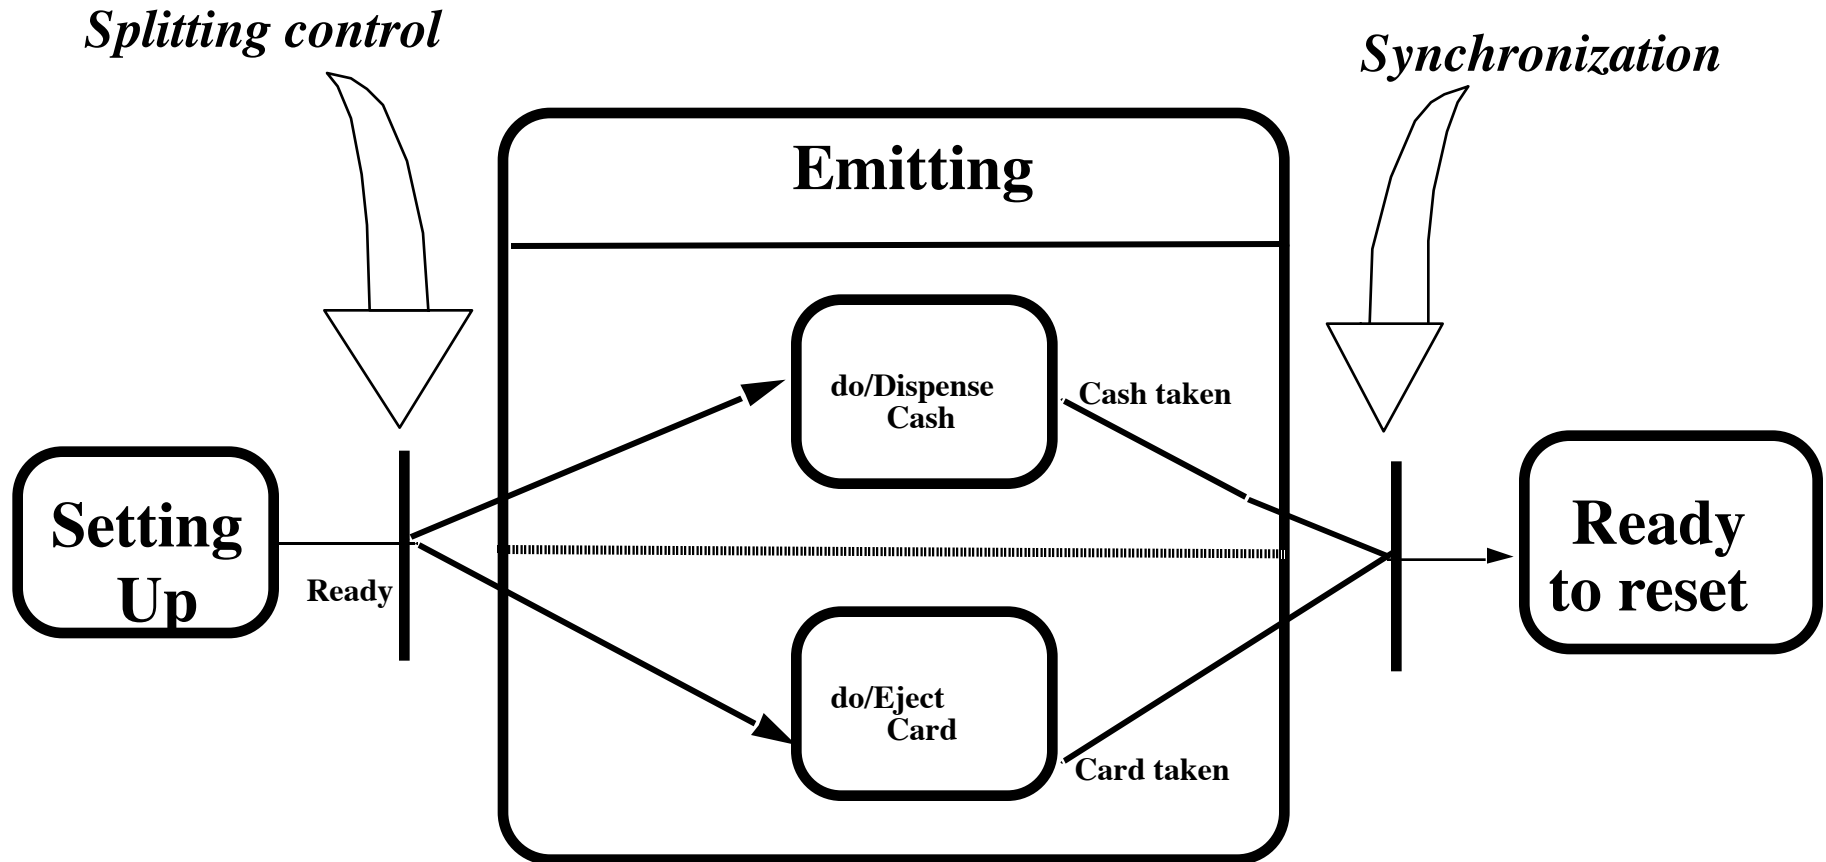 Splitting control
Synchronization
Emitting
do/Dispense
Cash
Cash taken
Setting
Up
Ready
Ready
to reset
do/Eject
Card
Card taken